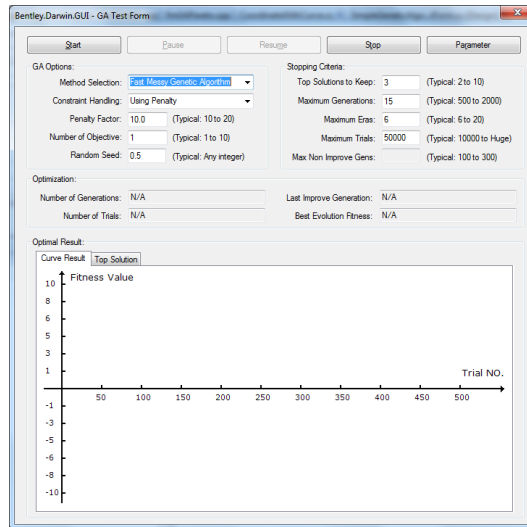 Bentley.Darwin.GUI - GA Test Form
Start Pause Resume Stop Parameter
GA Options:
Method Selection: Fast Messy Genetic Algorithm
Constraint Handling: Using Penalty
Penalty Factor: 10.0 (Typical: 10 to 20)
Number of Objective: 1 (Typical: 1 to 10)
Random Seed: 0.5 (Typical: Any integer)
Stopping Criteria:
Top Solutions to Keep: 3 (Typical: 2 to 10)
Maximum Generations: 15 (Typical: 500 to 2000)
Maximum Eras: 6 (Typical: 6 to 20)
Maximum Trials: 50000 (Typical: 10000 to Huge)
Max Non Improve Gens: (Typical: 100 to 300)
Optimization:
Number of Generations: N/A Last Improve Generation: N/A
Number of Trials: N/A Best Evolution Fitness: N/A
Optimal Result:
Curve Result Top Solution
Fitness Value
10
8
6
5
3
1
Trial NO.
50 100 150 200 250 300 350 400 450 500
-1
-3
-5
-6
-8
-10